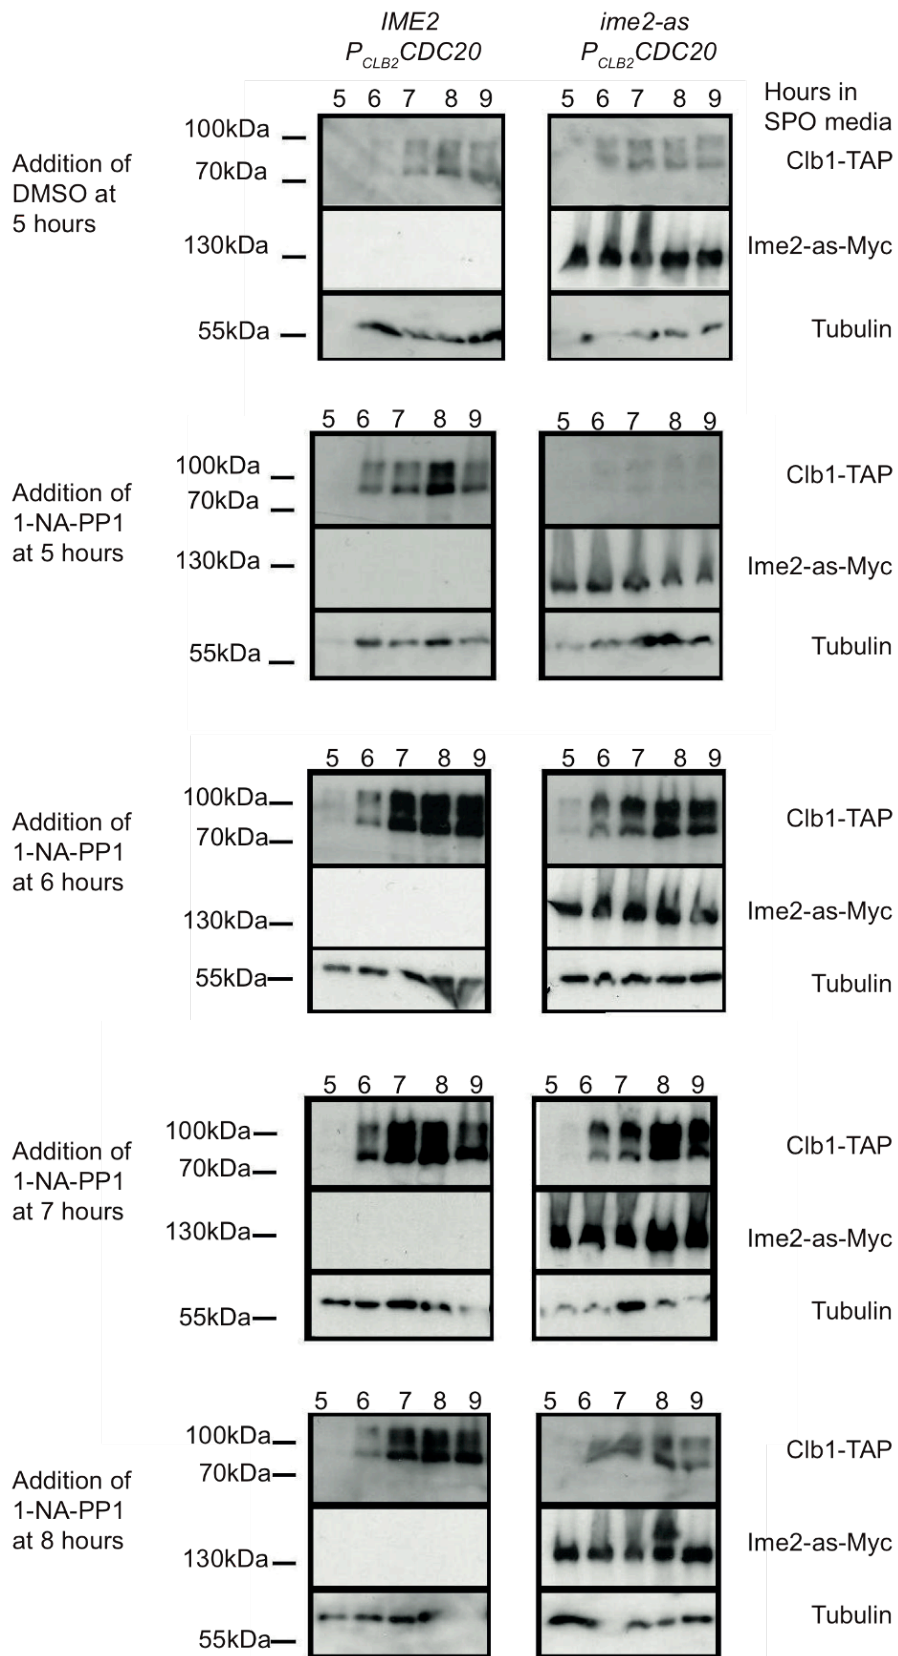 IME2 ime2-as
P_CLB2 CDC20 P_CLB2 CDC20
5 6 7 8 9 5 6 7 8 9 Hours in
SPO media
100kDa
Clb1-TAP
Addition of
DMSO at
5 hours
70kDa
130kDa
Ime2-as-Myc
55kDa
Tubulin
5 6 7 8 9 5 6 7 8 9
100kDa
Clb1-TAP
Addition of
1-NA-PP1
at 5 hours
70kDa
130kDa
Ime2-as-Myc
Tubulin
55kDa
5 6 7 8 9 5 6 7 8 9
100kDa
Clb1-TAP
Addition of
1-NA-PP1
at 6 hours
70kDa
130kDa
Ime2-as-Myc
55kDa
Tubulin
5 6 7 8 9 5 6 7 8 9
100kDa
Clb1-TAP
Addition of
1-NA-PP1
at 7 hours
70kDa
130kDa
Ime2-as-Myc
55kDa
Tubulin
5 6 7 8 9 5 6 7 8 9
100kDa
Clb1-TAP
Addition of
1-NA-PP1
at 8 hours
70kDa
130kDa
Ime2-as-Myc
Tubulin
55kDa